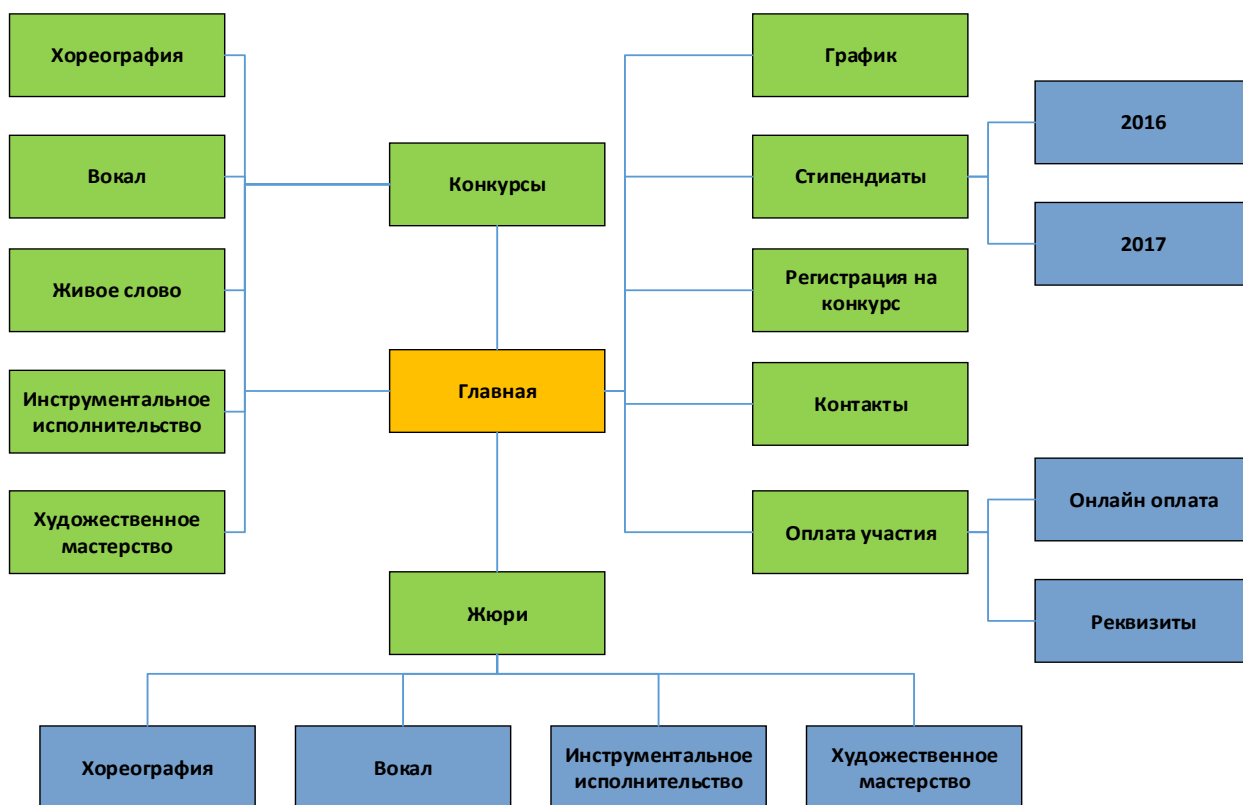 Хореография
График
2016
Вокал
Конкурсы
Стипендиаты
2017
Живое слово
Регистрация на
конкурс
Главная
Инструментальное
исполнительство
Контакты
Онлайн оплата
Художественное
мастерство
Оплата участия
Жюри
Реквизиты
Хореография
Вокал
Инструментальное
исполнительство
Художественное
мастерство